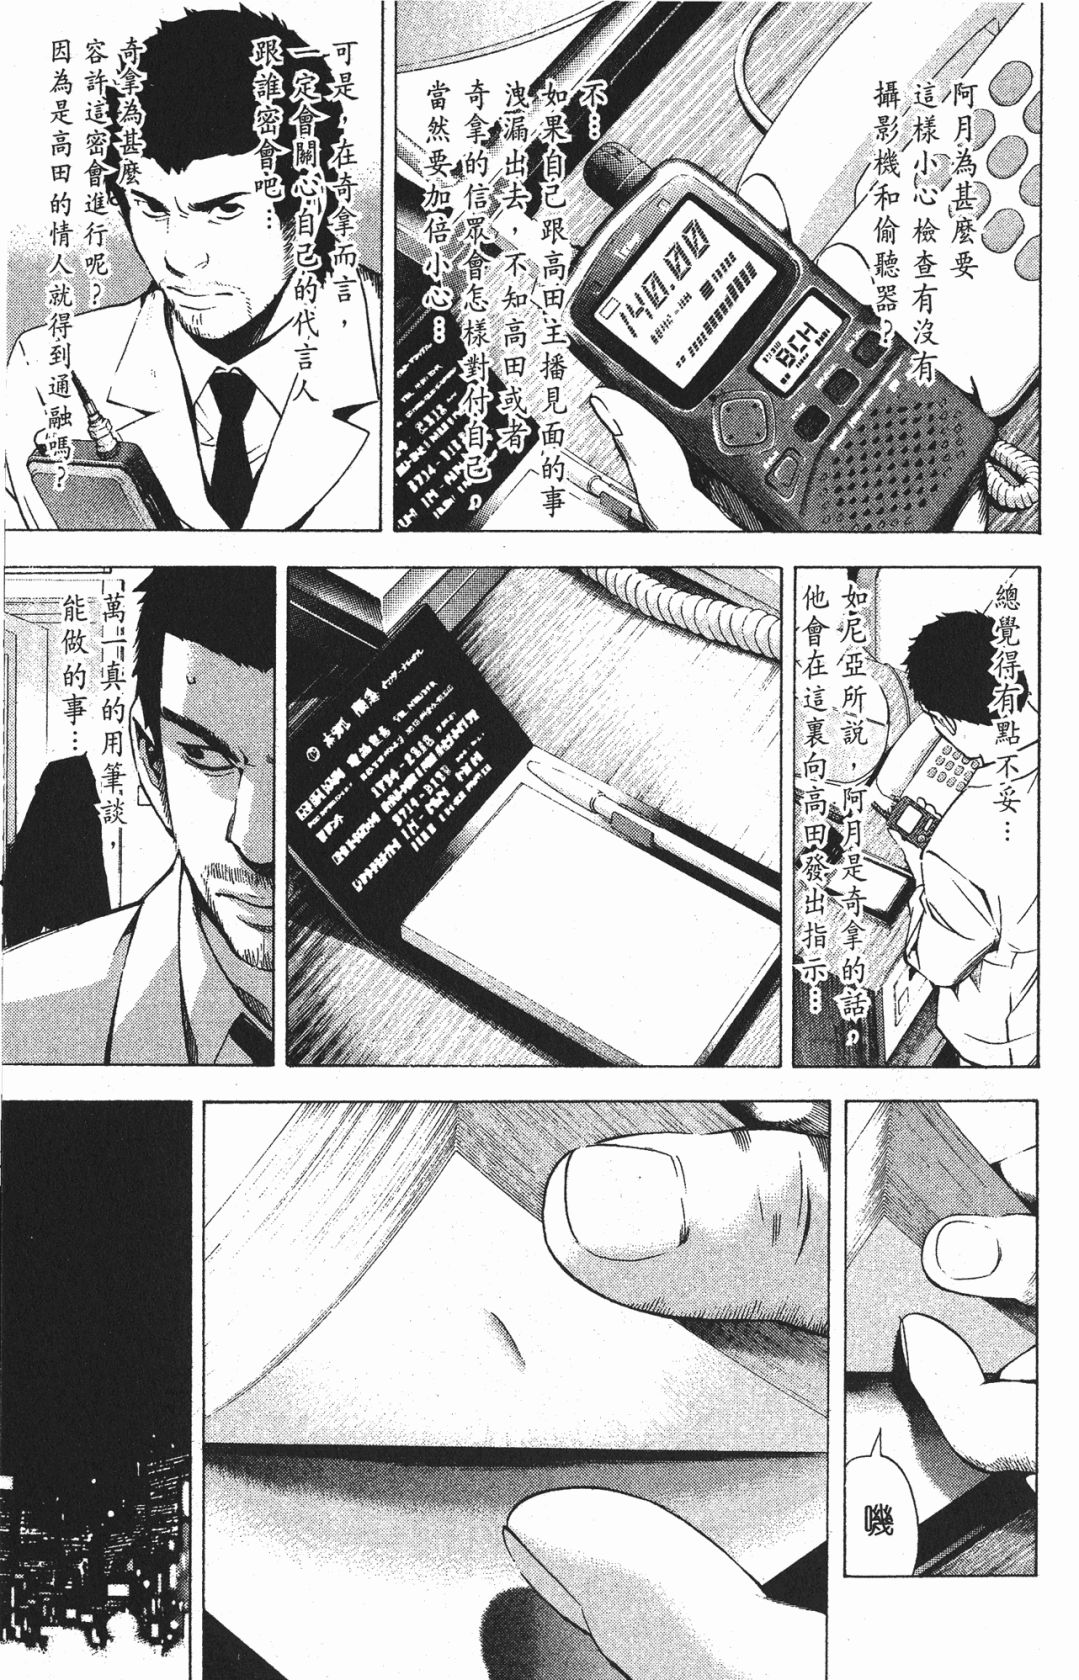 阿月為甚麼要
這樣小心檢查有沒有
攝影機和偷聽器?
140.00
BCH
不…
如果自己跟高田主播見面的事
洩漏出去,不知高田或者
奇拿的信眾會怎樣對付自己,
當然要加倍小心…
可是,在奇拿而言,
一定會關心自己的代言人
跟誰密會吧…
奇拿為甚麼
容許這密會進行呢?
因為是高田的情人就得到通融嗎?
總覺得有點不妥…
如尼亞所說,阿月是奇拿的話,
他會在這裏向高田發出指示…
萬一真的用筆談,
能做的事…
嘰